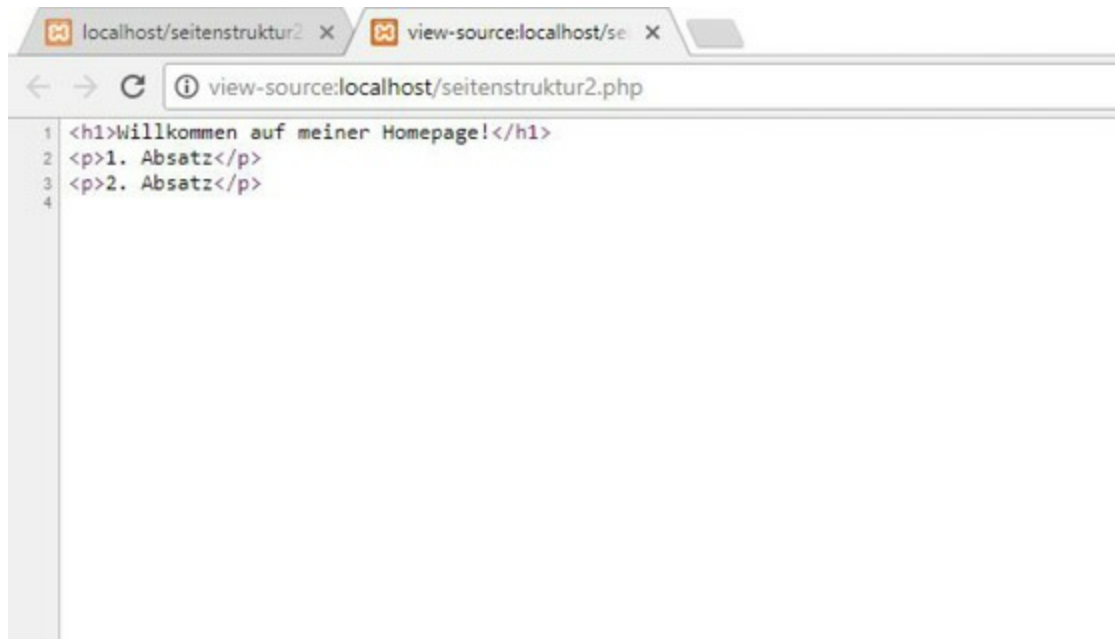 localhost/seitenstruktur2
view-source:localhost/se
view-source:localhost/seitenstruktur2.php
1 <h1>Willkommen auf meiner Homepage!</h1>
2 <p>1. Absatz</p>
3 <p>2. Absatz</p>
4